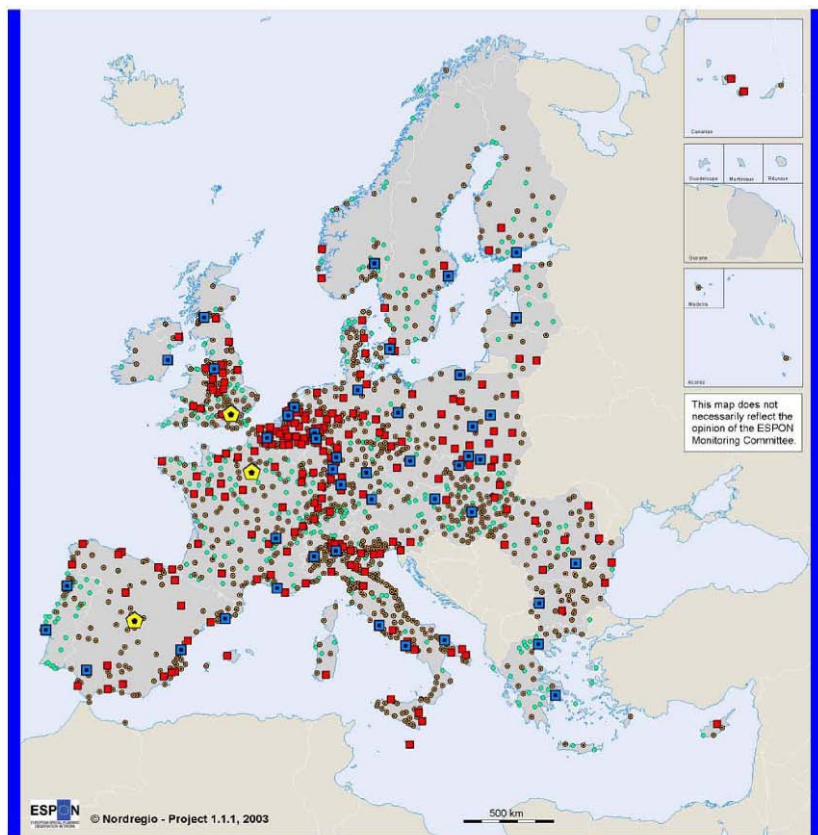 Canarias
Guadeloupe Martinique Réunion
Guyane
Madeira
Acores
This map does not
necessarily reflect the
opinion of the ESPON
Monitoring Committee.
ESPON
© Nordregio - Project 1.1.1, 2003
500 km